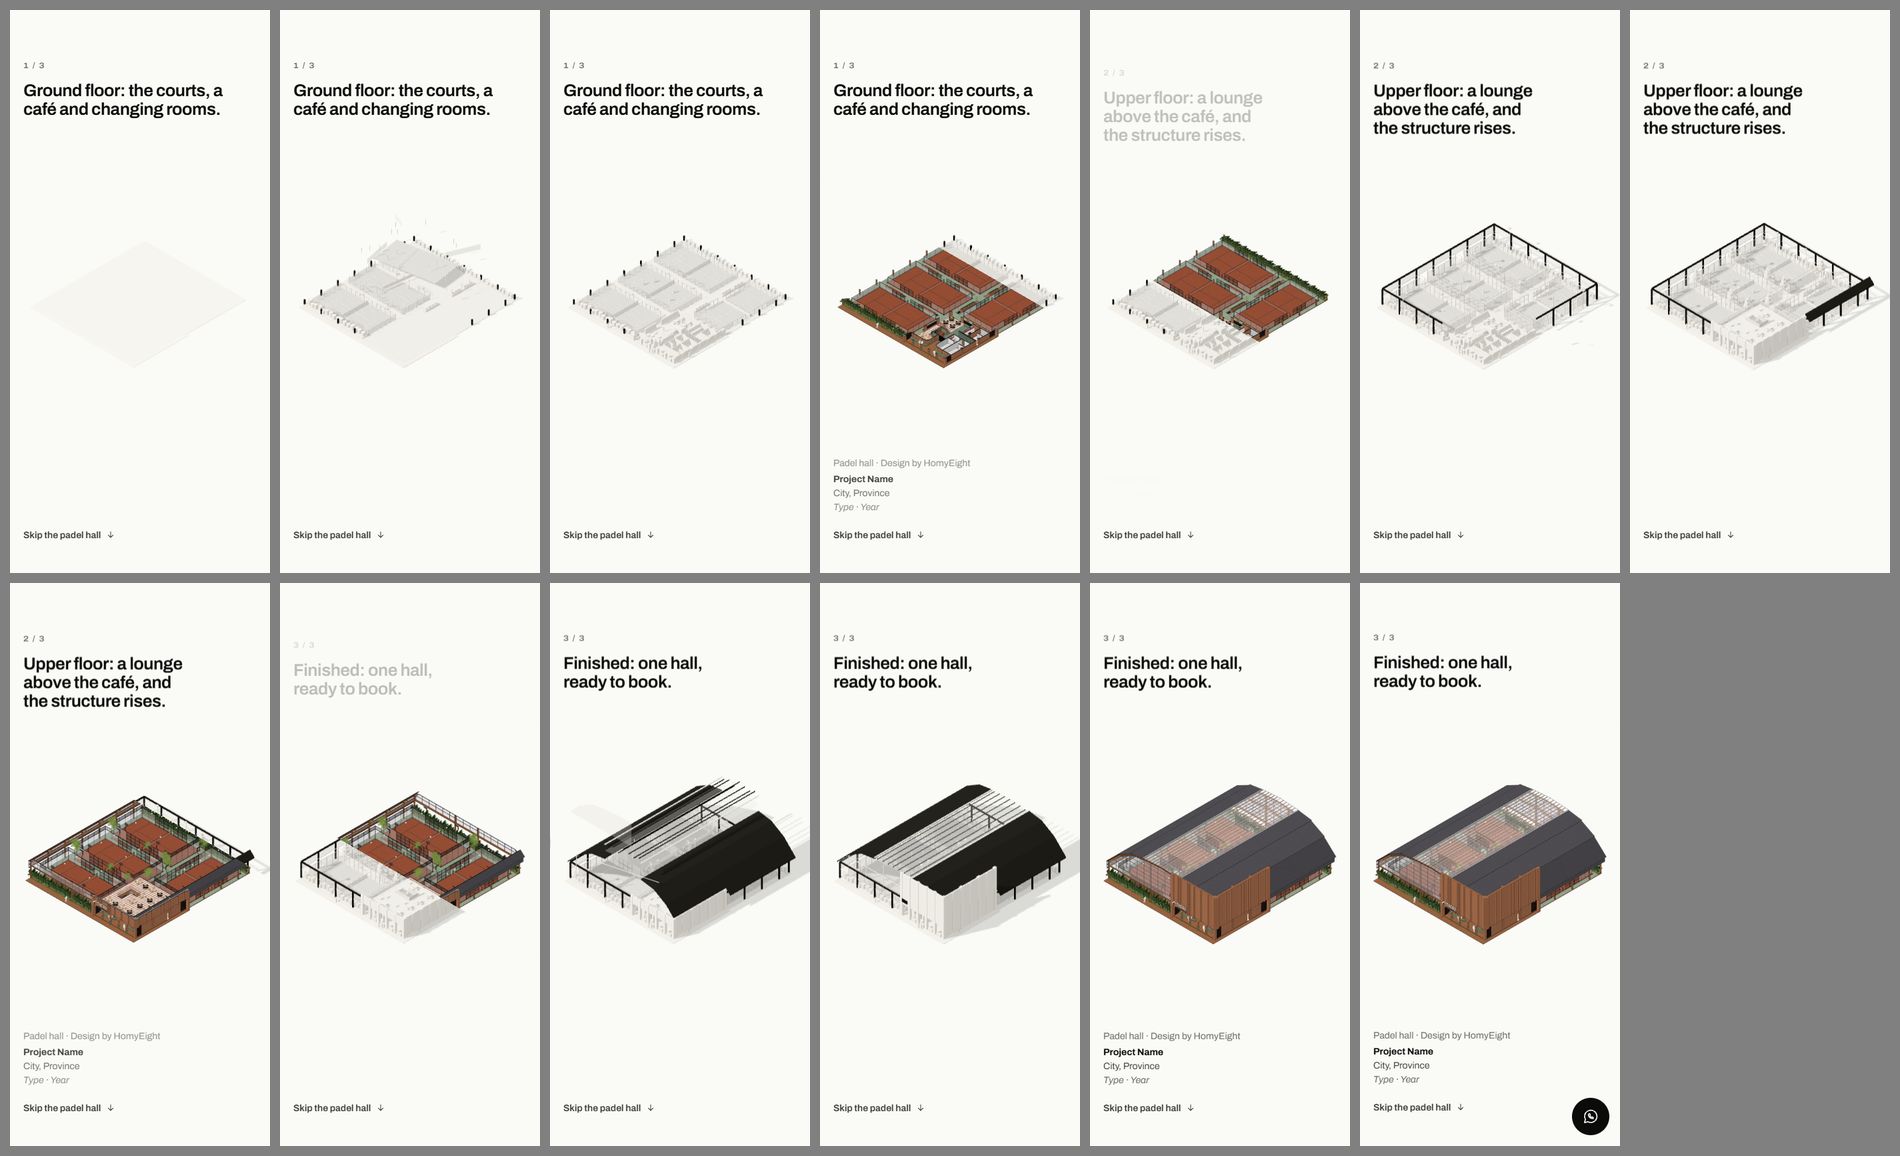 1 / 3
Ground floor: the courts, a
café and changing rooms.
Skip the padel hall ↓
1 / 3
Ground floor: the courts, a
café and changing rooms.
Skip the padel hall ↓
1 / 3
Ground floor: the courts, a
café and changing rooms.
Skip the padel hall ↓
1 / 3
Ground floor: the courts, a
café and changing rooms.
Padel hall · Design by HomyEight
Project Name
City, Province
Type · Year
Skip the padel hall ↓
2 / 3
Upper floor: a lounge
above the café, and
the structure rises.
Skip the padel hall ↓
2 / 3
Upper floor: a lounge
above the café, and
the structure rises.
Skip the padel hall ↓
2 / 3
Upper floor: a lounge
above the café, and
the structure rises.
Skip the padel hall ↓
2 / 3
Upper floor: a lounge
above the café, and
the structure rises.
Padel hall · Design by HomyEight
Project Name
City, Province
Type · Year
Skip the padel hall ↓
3 / 3
Finished: one hall,
ready to book.
Skip the padel hall ↓
3 / 3
Finished: one hall,
ready to book.
Skip the padel hall ↓
3 / 3
Finished: one hall,
ready to book.
Skip the padel hall ↓
3 / 3
Finished: one hall,
ready to book.
Padel hall · Design by HomyEight
Project Name
City, Province
Type · Year
Skip the padel hall ↓
3 / 3
Finished: one hall,
ready to book.
Padel hall · Design by HomyEight
Project Name
City, Province
Type · Year
Skip the padel hall ↓